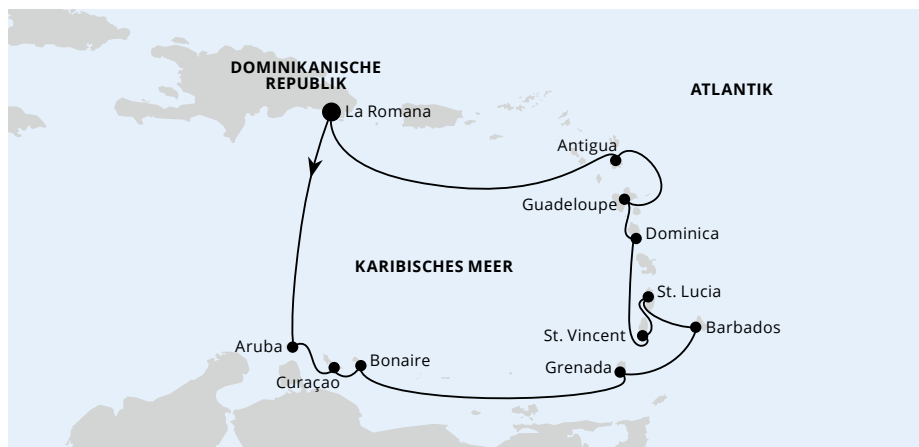 DOMINIKANISCHE
REPUBLIK
ATLANTIK
La Romana
Antigua
Guadeloupe
Dominica
KARIBISCHES MEER
St. Lucia
Barbados
St. Vincent
Aruba
Bonaire
Grenada
Curaçao